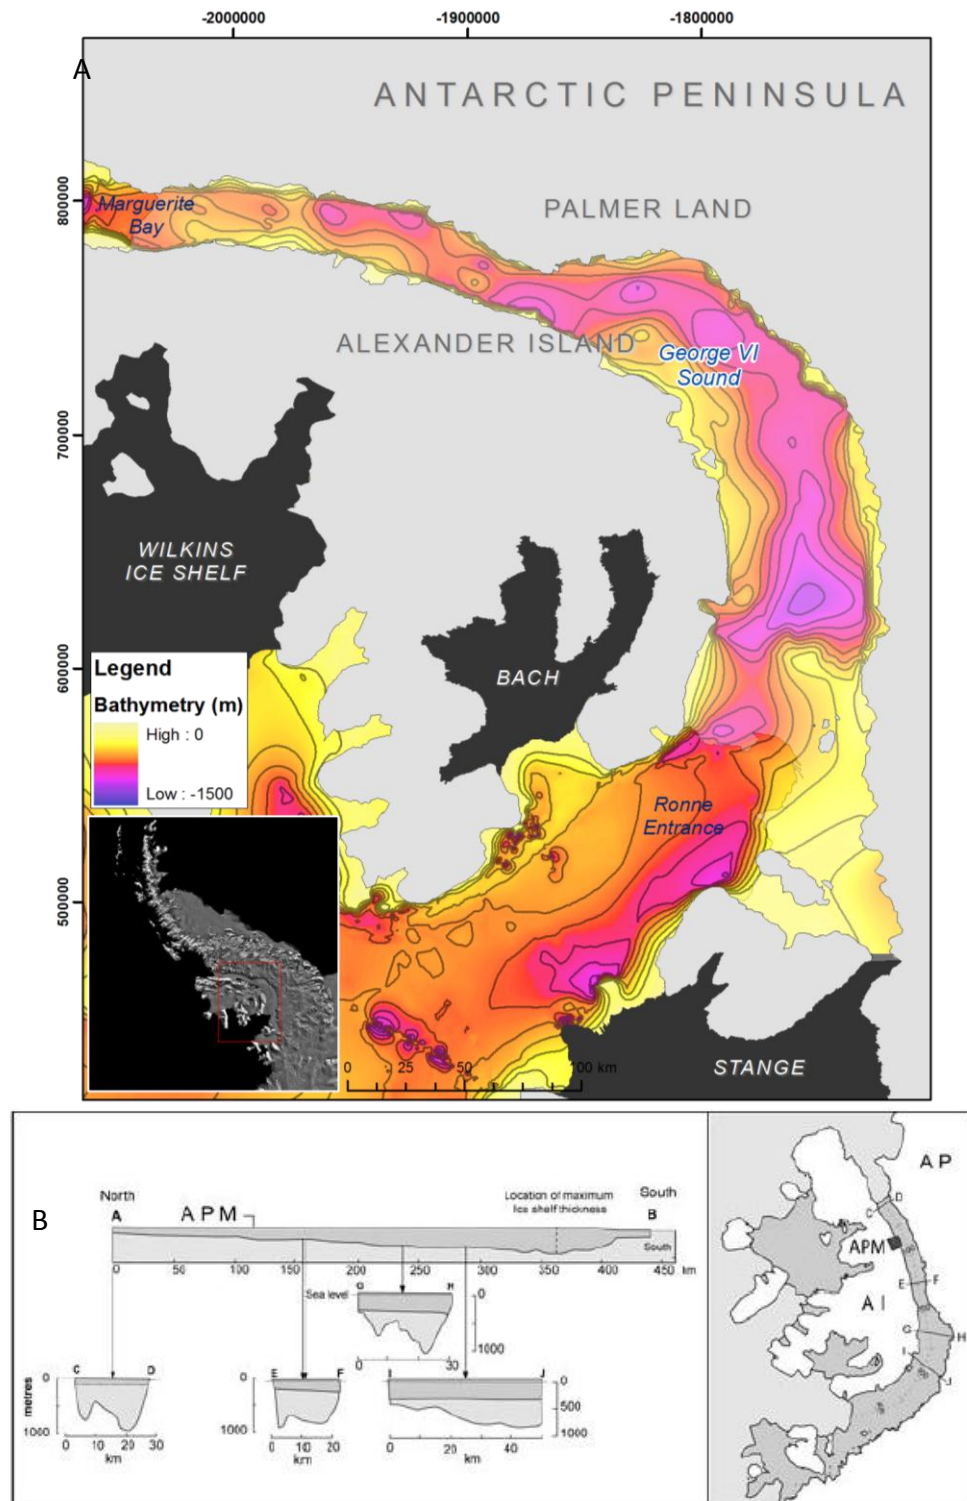 -2000000 -1900000 -1800000
A
ANTARCTIC PENINSULA
800000
Marguerite
Bay
PALMER LAND
ALEXANDER ISLAND
George VI
Sound
700000
WILKINS
ICE SHELF
BACH
600000
Legend
Bathymetry (m)
High : 0
Low : -1500
Ronne
Entrance
500000
STANGE
0 25 50 00 km
B
North
A
APM
Location of maximum
Ice shelf thickness
South
B
South
0 50 100 150 200 250 300 350 400 450 km
G H
Sea level
0
1000
0 30
C D
metres
0
1000
0 10 20 30
km
E F
0
1000
0 10 20
km
I J
0
500
1000
0 20 40
km
AP
D
C
APM
E F
AI
G H
I
J